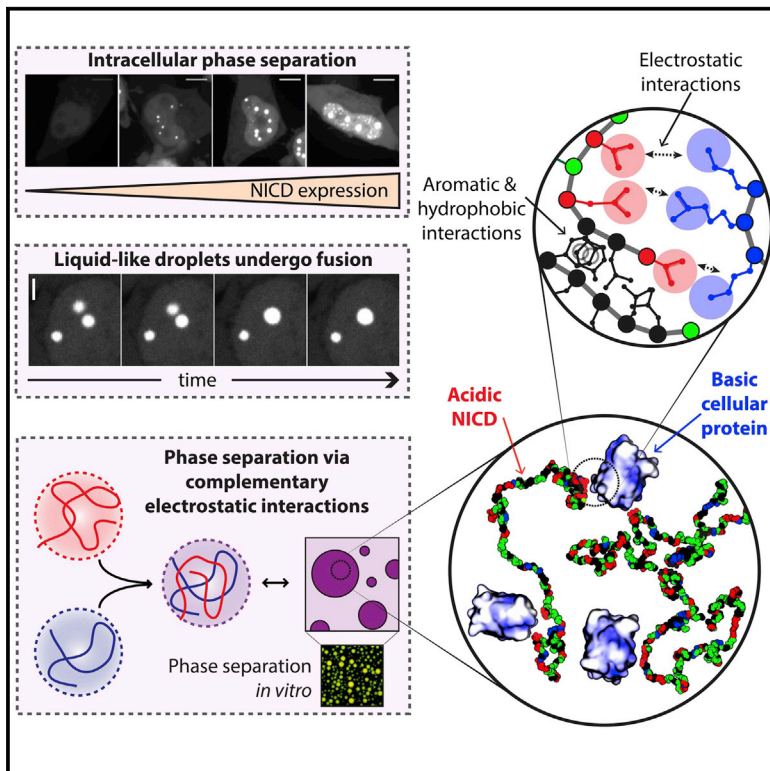 Intracellular phase separation
NICD expression
Liquid-like droplets undergo fusion
time
Phase separation via
complementary
electrostatic interactions
Phase separation
in vitro
Electrostatic
interactions
Aromatic &
hydrophobic
interactions
Acidic
NICD
Basic
cellular
protein